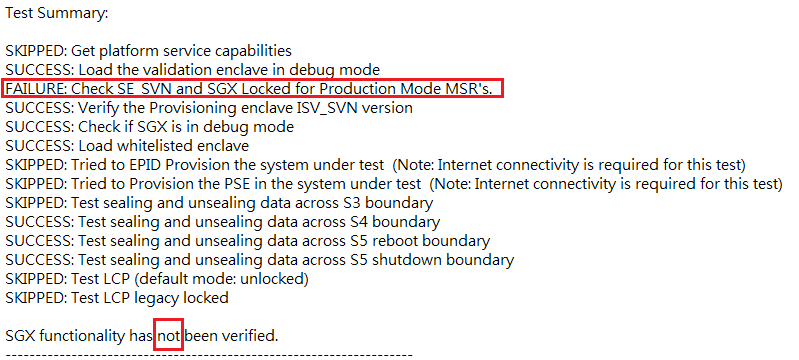 Test Summary:
SKIPPED: Get platform service capabilities
SUCCESS: Load the validation enclave in debug mode
FAILURE: Check SE_SVN and SGX Locked for Production Mode MSR's.
SUCCESS: Verify the Provisioning enclave ISV_SVN version
SUCCESS: Check if SGX is in debug mode
SUCCESS: Load whitelisted enclave
SKIPPED: Tried to EPID Provision the system under test  (Note: Internet connectivity is required for this test)
SKIPPED: Tried to Provision the PSE in the system under test  (Note: Internet connectivity is required for this test)
SKIPPED: Test sealing and unsealing data across S3 boundary
SUCCESS: Test sealing and unsealing data across S4 boundary
SUCCESS: Test sealing and unsealing data across S5 reboot boundary
SUCCESS: Test sealing and unsealing data across S5 shutdown boundary
SKIPPED: Test LCP (default mode: unlocked)
SKIPPED: Test LCP legacy locked
SGX functionality has not been verified.
-------------------------------------------------------------------